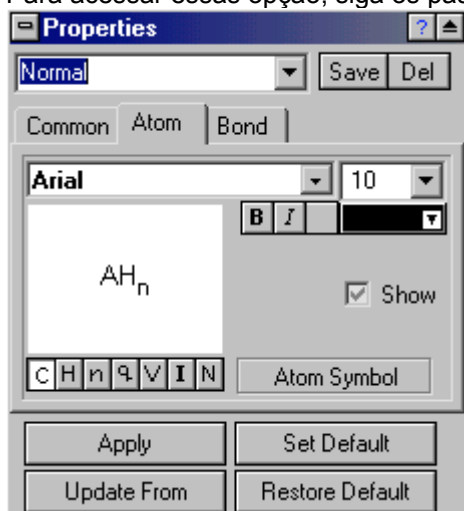 Para acessar essas opção, siga os pas
Properties ?
Normal Save Del
Common Atom Bond
Arial 10
B I
AHn
Show
C H n q V I N Atom Symbol
Apply Set Default
Update From Restore Default